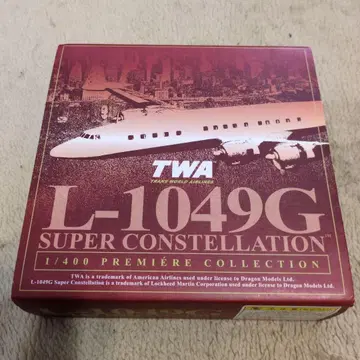 TWA
TRANS WORLD AIRLINES
L-1049G
SUPER CONSTELLATION™
1/400 PREMIÉRE COLLECTION
TWA is a trademark of American Airlines used under license to Dragon Models Ltd..
L-1049G Super Constellation is a trademark of Lockheed Martin Corporation used under license to Dragon Models Ltd.